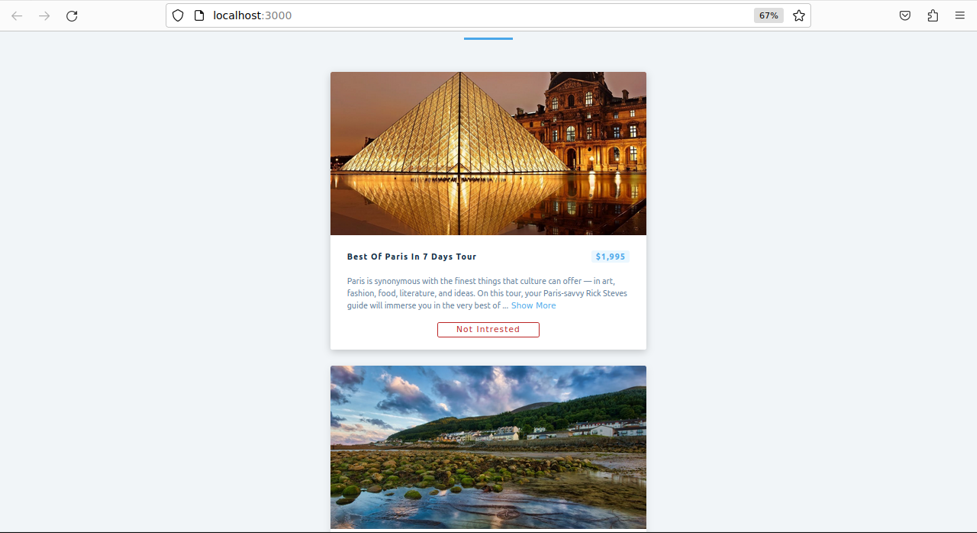 localhost:3000
67%
Best Of Paris In 7 Days Tour
$1,995
Paris is synonymous with the finest things that culture can offer — in art,
fashion, food, literature, and ideas. On this tour, your Paris-savvy Rick Steves
guide will immerse you in the very best of ... Show More
Not Intrested